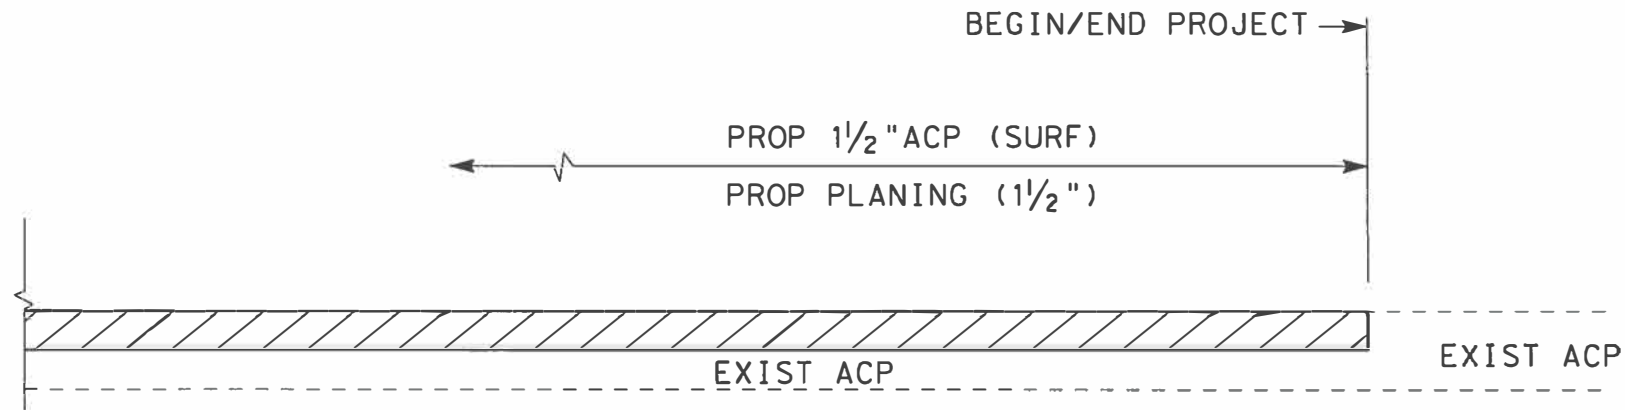 BEGIN/END PROJECT
PROP 1½"ACP (SURF)
PROP PLANING (1½")
EXIST ACP
EXIST ACP